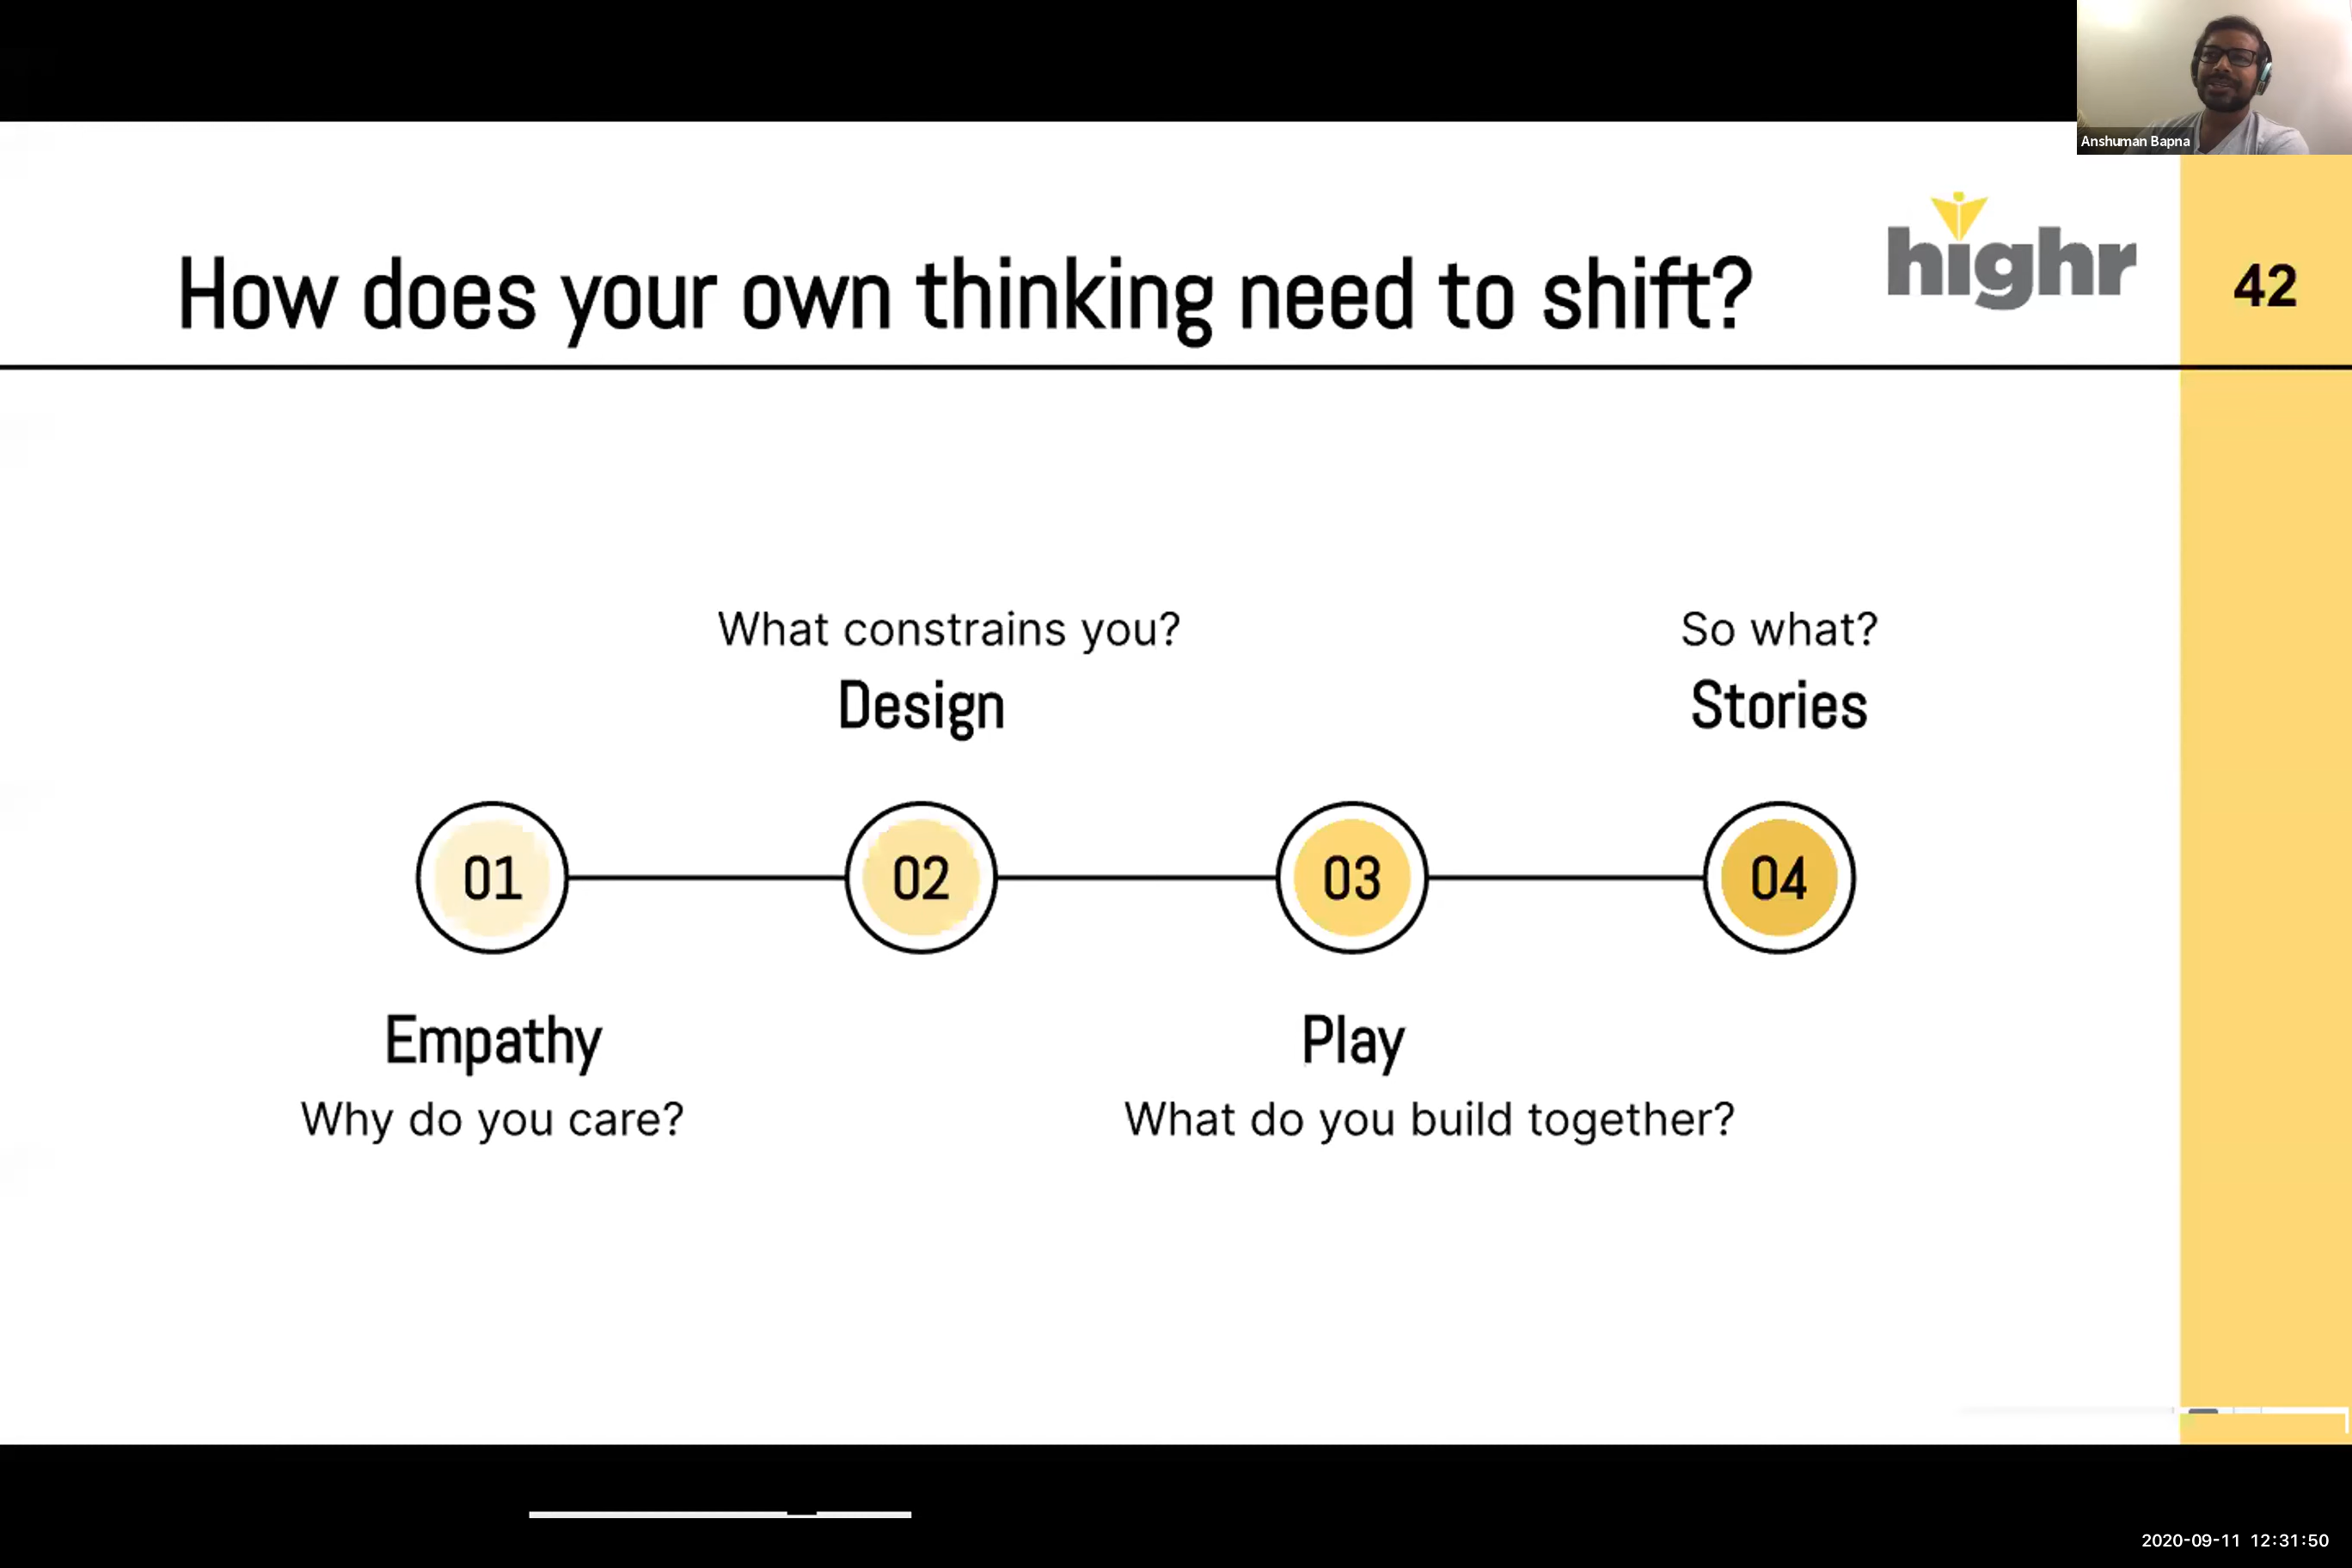 Anshuman Bapna
highr
42
How does your own thinking need to shift?
What constrains you?
Design
So what?
Stories
01
02
03
04
Empathy
Why do you care?
Play
What do you build together?
2020-09-11 12:31:50